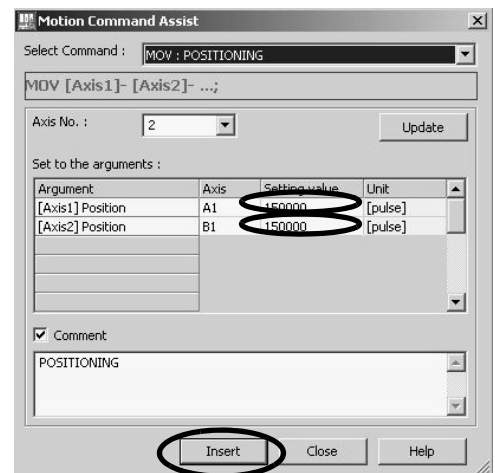 Motion Command Assist
Select Command : MOV : POSITIONING
MOV [Axis1]- [Axis2]- ...;
Axis No. : 2 Update
Set to the arguments :
Argument Axis Setting value Unit
[Axis1] Position A1 150000 [pulse]
[Axis2] Position B1 150000 [pulse]
Comment
POSITIONING
Insert Close Help